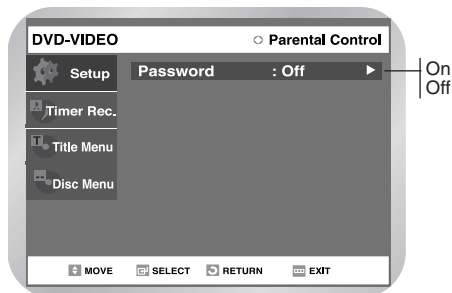 DVD-VIDEO Parental Control
Setup
Password : Off
On
Off
Timer Rec.
Title Menu
Disc Menu
MOVE SELECT RETURN EXIT